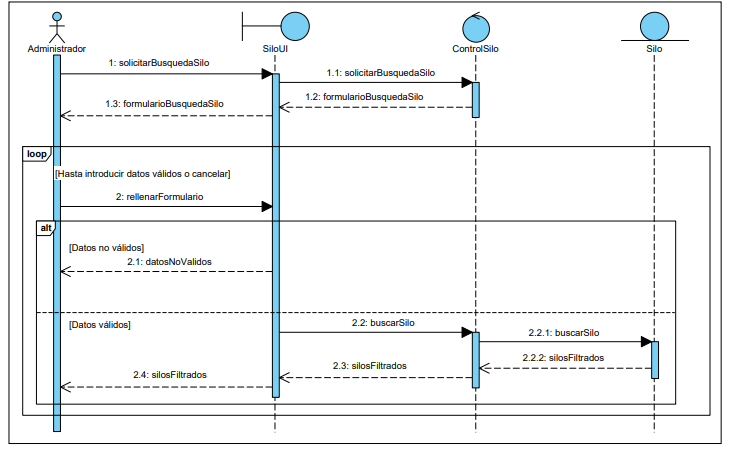 Administrador
SiloUI
ControlSilo
Silo
1: solicitarBusquedaSilo
1.1: solicitarBusquedaSilo
1.2: formularioBusquedaSilo
1.3: formularioBusquedaSilo
loop
[Hasta introducir datos válidos o cancelar]
2: rellenarFormulario
alt
[Datos no válidos]
2.1: datosNoValidos
[Datos válidos]
2.2: buscarSilo
2.2.1: buscarSilo
2.2.2: silosFiltrados
2.3: silosFiltrados
2.4: silosFiltrados